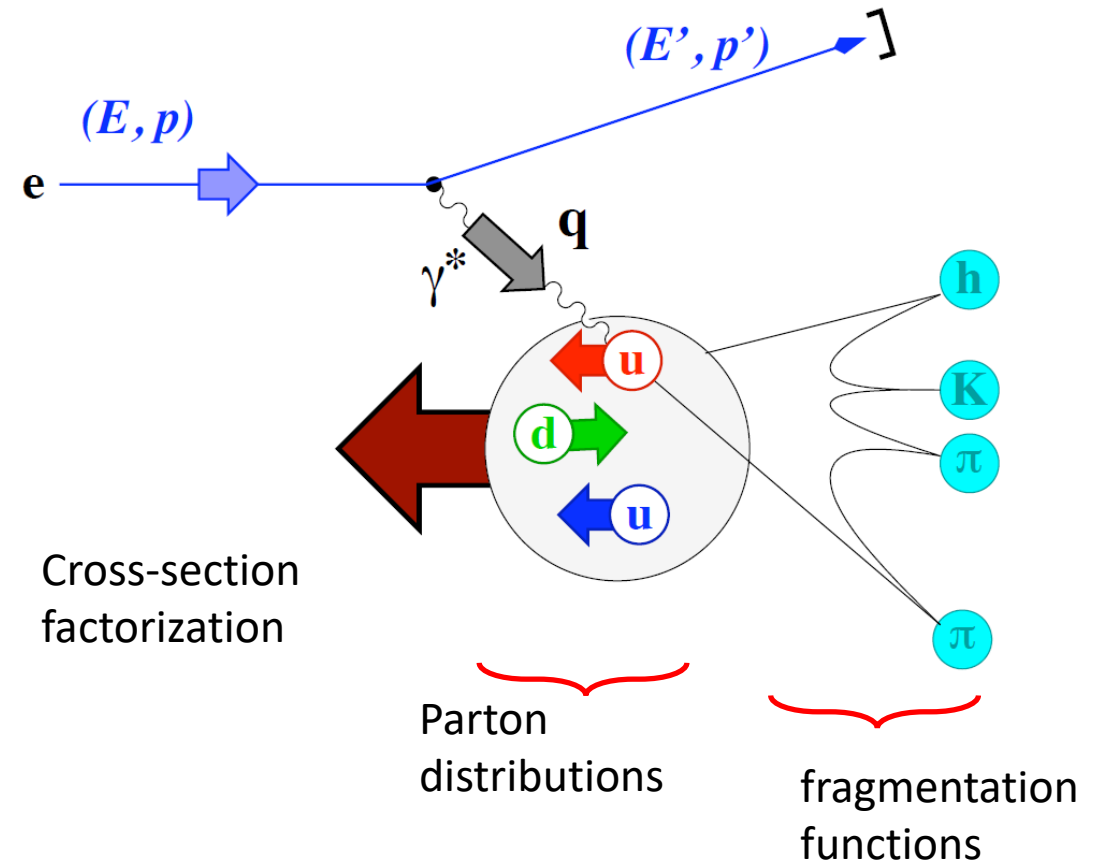 (E', p')
(E, p)
e
q
γ*
h
u
K
d
π
u
Cross-section
factorization
π
Parton
distributions
fragmentation
functions